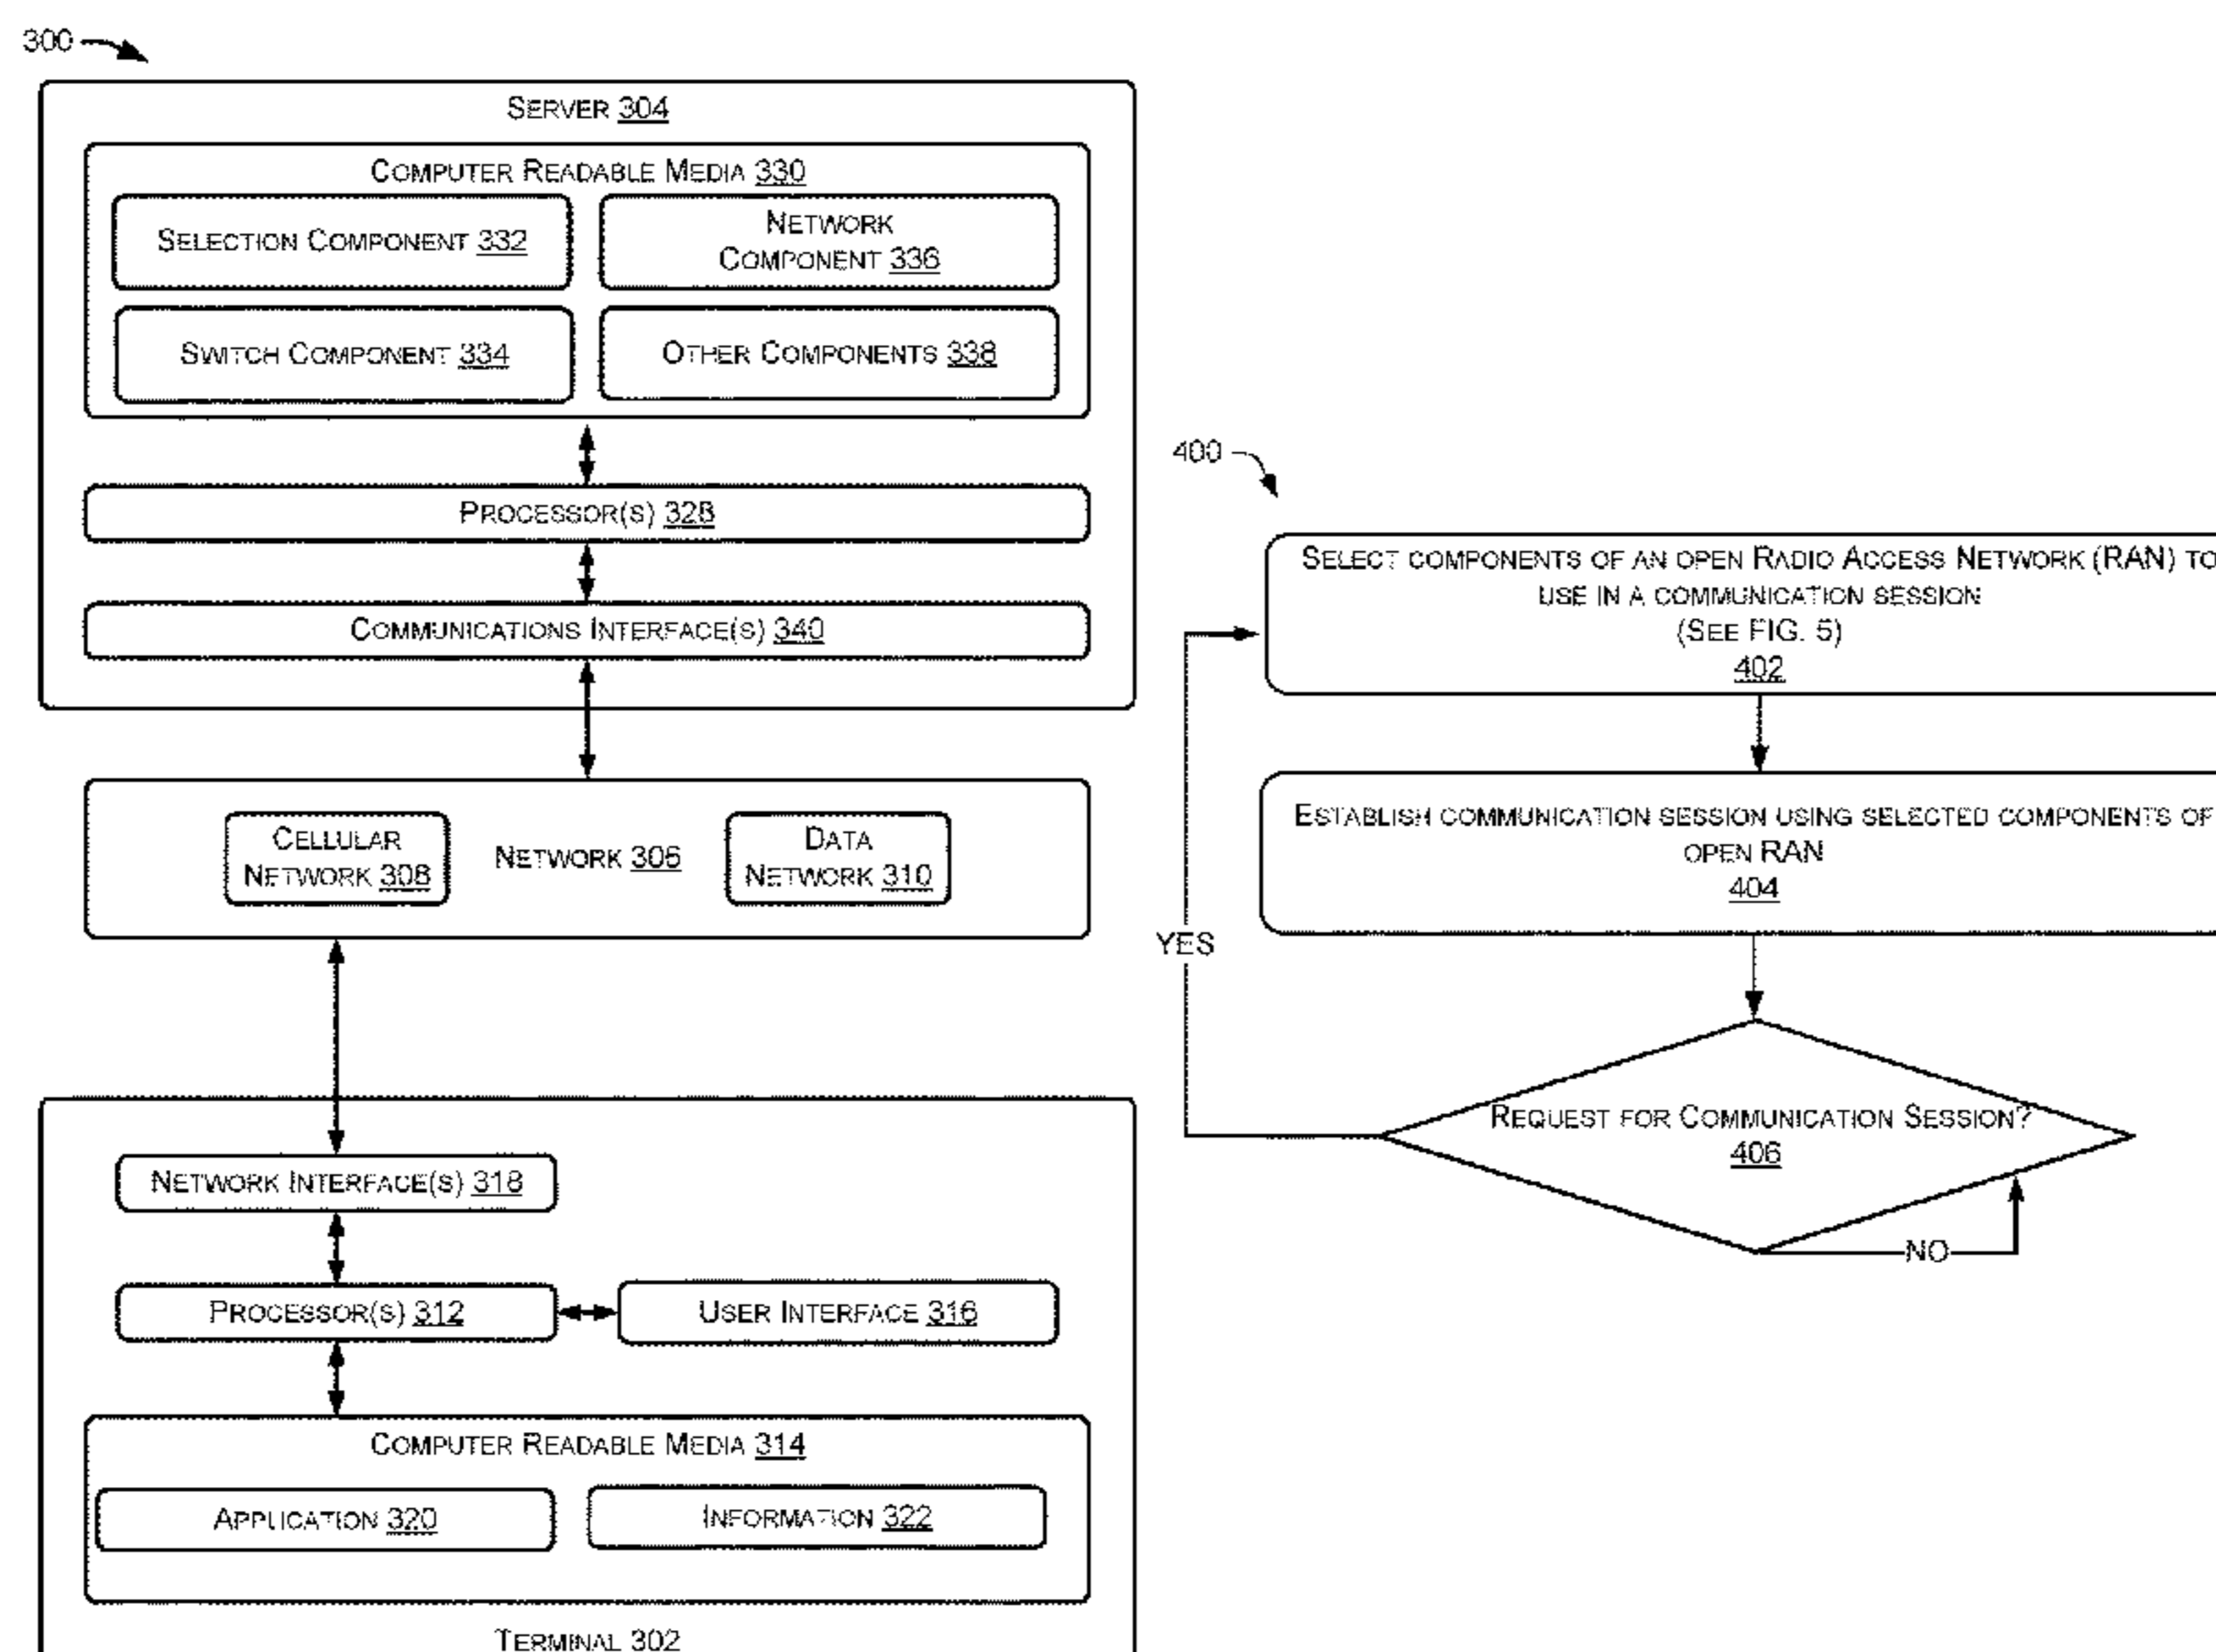 300
SERVER 304
COMPUTER READABLE MEDIA 330
SELECTION COMPONENT 332
NETWORK
COMPONENT 336
SWITCH COMPONENT 334
OTHER COMPONENTS 338
PROCESSOR(S) 328
COMMUNICATIONS INTERFACE(S) 340
CELLULAR
NETWORK 308
NETWORK 306
DATA
NETWORK 310
NETWORK INTERFACE(S) 318
PROCESSOR(S) 312
USER INTERFACE 316
COMPUTER READABLE MEDIA 314
APPLICATION 320
INFORMATION 322
TERMINAL 302
400
SELECT COMPONENTS OF AN OPEN RADIO ACCESS NETWORK (RAN) TO
USE IN A COMMUNICATION SESSION
(SEE FIG. 5)
402
ESTABLISH COMMUNICATION SESSION USING SELECTED COMPONENTS OF
OPEN RAN
404
YES
REQUEST FOR COMMUNICATION SESSION?
406
NO